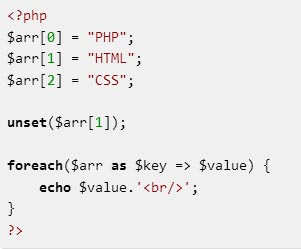 <?php
$arr[0] = "PHP";
$arr[1] = "HTML";
$arr[2] = "CSS";

unset($arr[1]);

foreach($arr as $key => $value) {
    echo $value.'<br/>';
}
?>